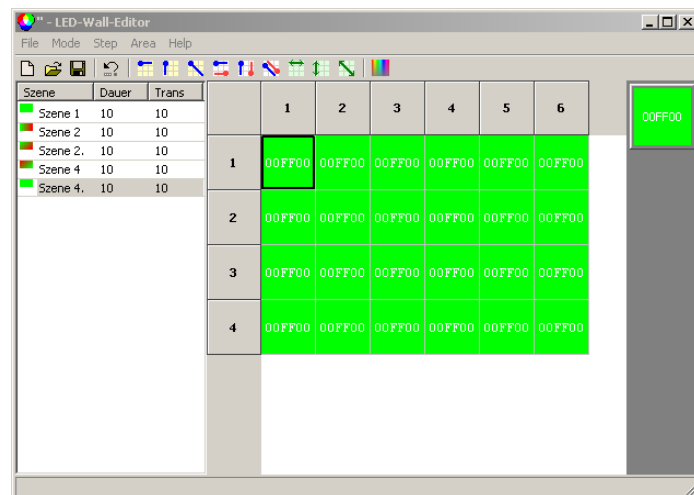 " - LED-Wall-Editor
File Mode Step Area Help
Szene Dauer Trans
Szene 1 10 10
Szene 2 10 10
Szene 2. 10 10
Szene 4 10 10
Szene 4. 10 10
1 2 3 4 5 6
1 00FF00 00FF00 00FF00 00FF00 00FF00 00FF00
2 00FF00 00FF00 00FF00 00FF00 00FF00 00FF00
3 00FF00 00FF00 00FF00 00FF00 00FF00 00FF00
4 00FF00 00FF00 00FF00 00FF00 00FF00 00FF00
00FF00